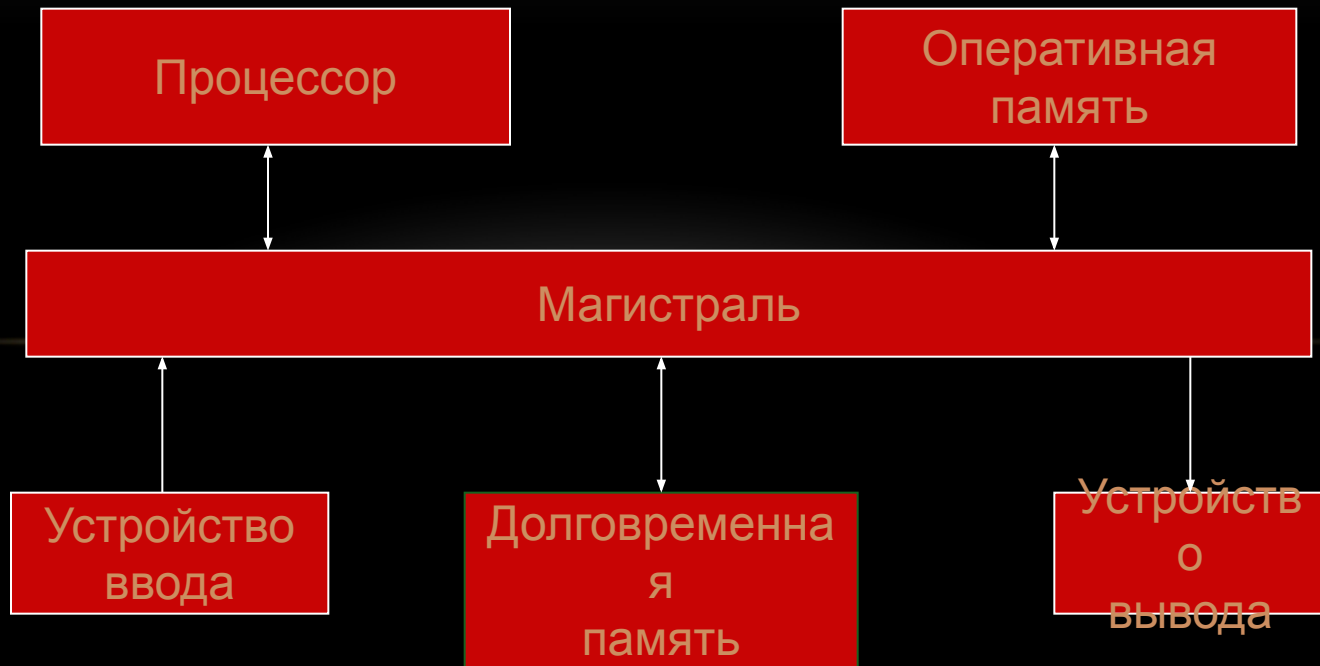 Процессор
Оперативная
память
Магистраль
Устройство
ввода
Долговременна
я
память
Устройств
о
вывода